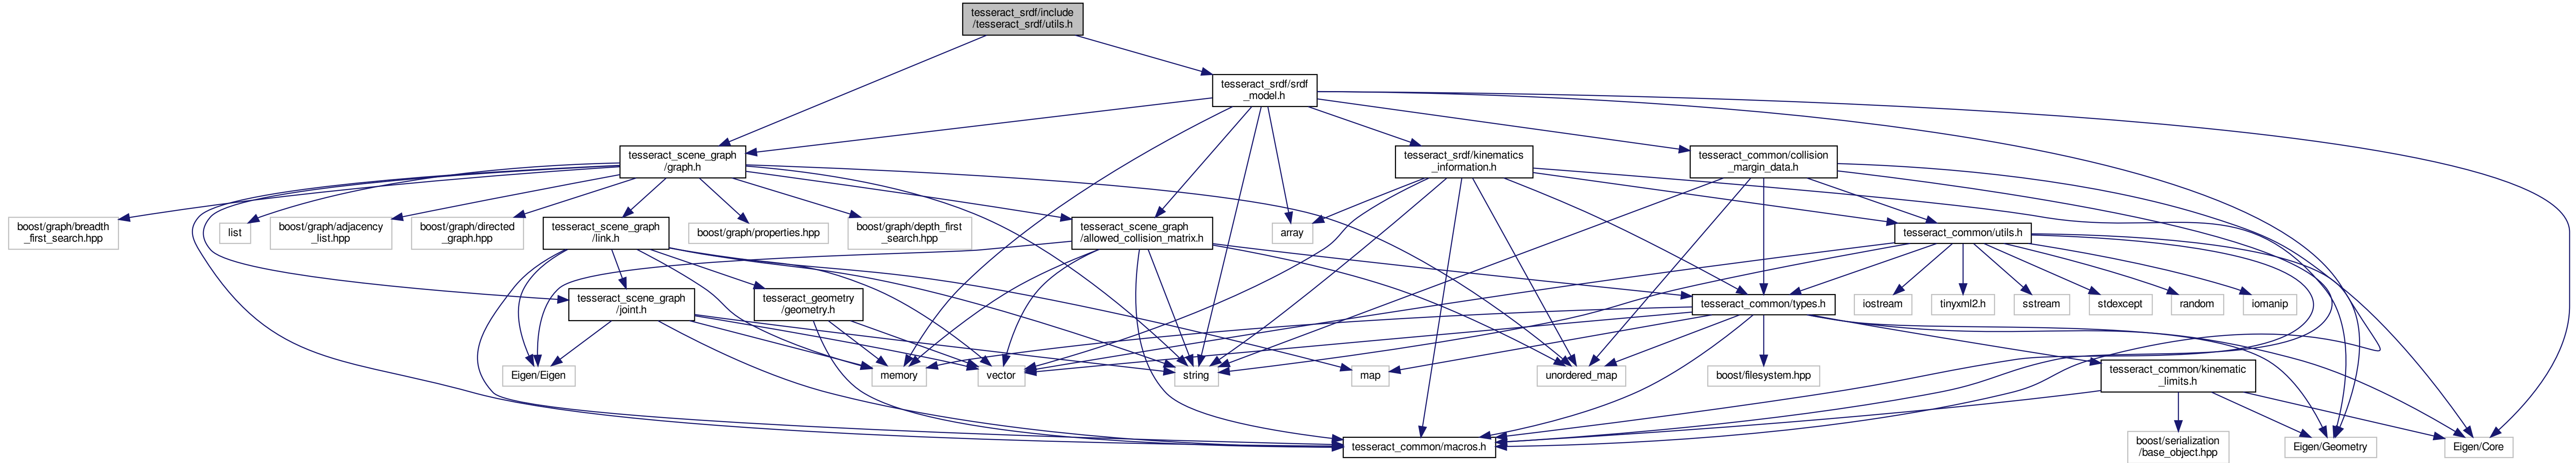 tesseract_srdf/include
/tesseract_srdf/utils.h
tesseract_srdf/srdf
_model.h
tesseract_scene_graph
/graph.h
tesseract_srdf/kinematics
_information.h
tesseract_common/collision
_margin_data.h
boost/graph/breadth
_first_search.hpp
list
boost/graph/adjacency
_list.hpp
boost/graph/directed
_graph.hpp
tesseract_scene_graph
/link.h
boost/graph/properties.hpp
boost/graph/depth_first
_search.hpp
tesseract_scene_graph
/allowed_collision_matrix.h
array
tesseract_common/utils.h
tesseract_scene_graph
/joint.h
tesseract_geometry
/geometry.h
tesseract_common/types.h
iostream
tinyxml2.h
sstream
stdexcept
random
iomanip
Eigen/Eigen
memory
vector
string
map
unordered_map
boost/filesystem.hpp
tesseract_common/kinematic
_limits.h
tesseract_common/macros.h
boost/serialization
/base_object.hpp
Eigen/Geometry
Eigen/Core